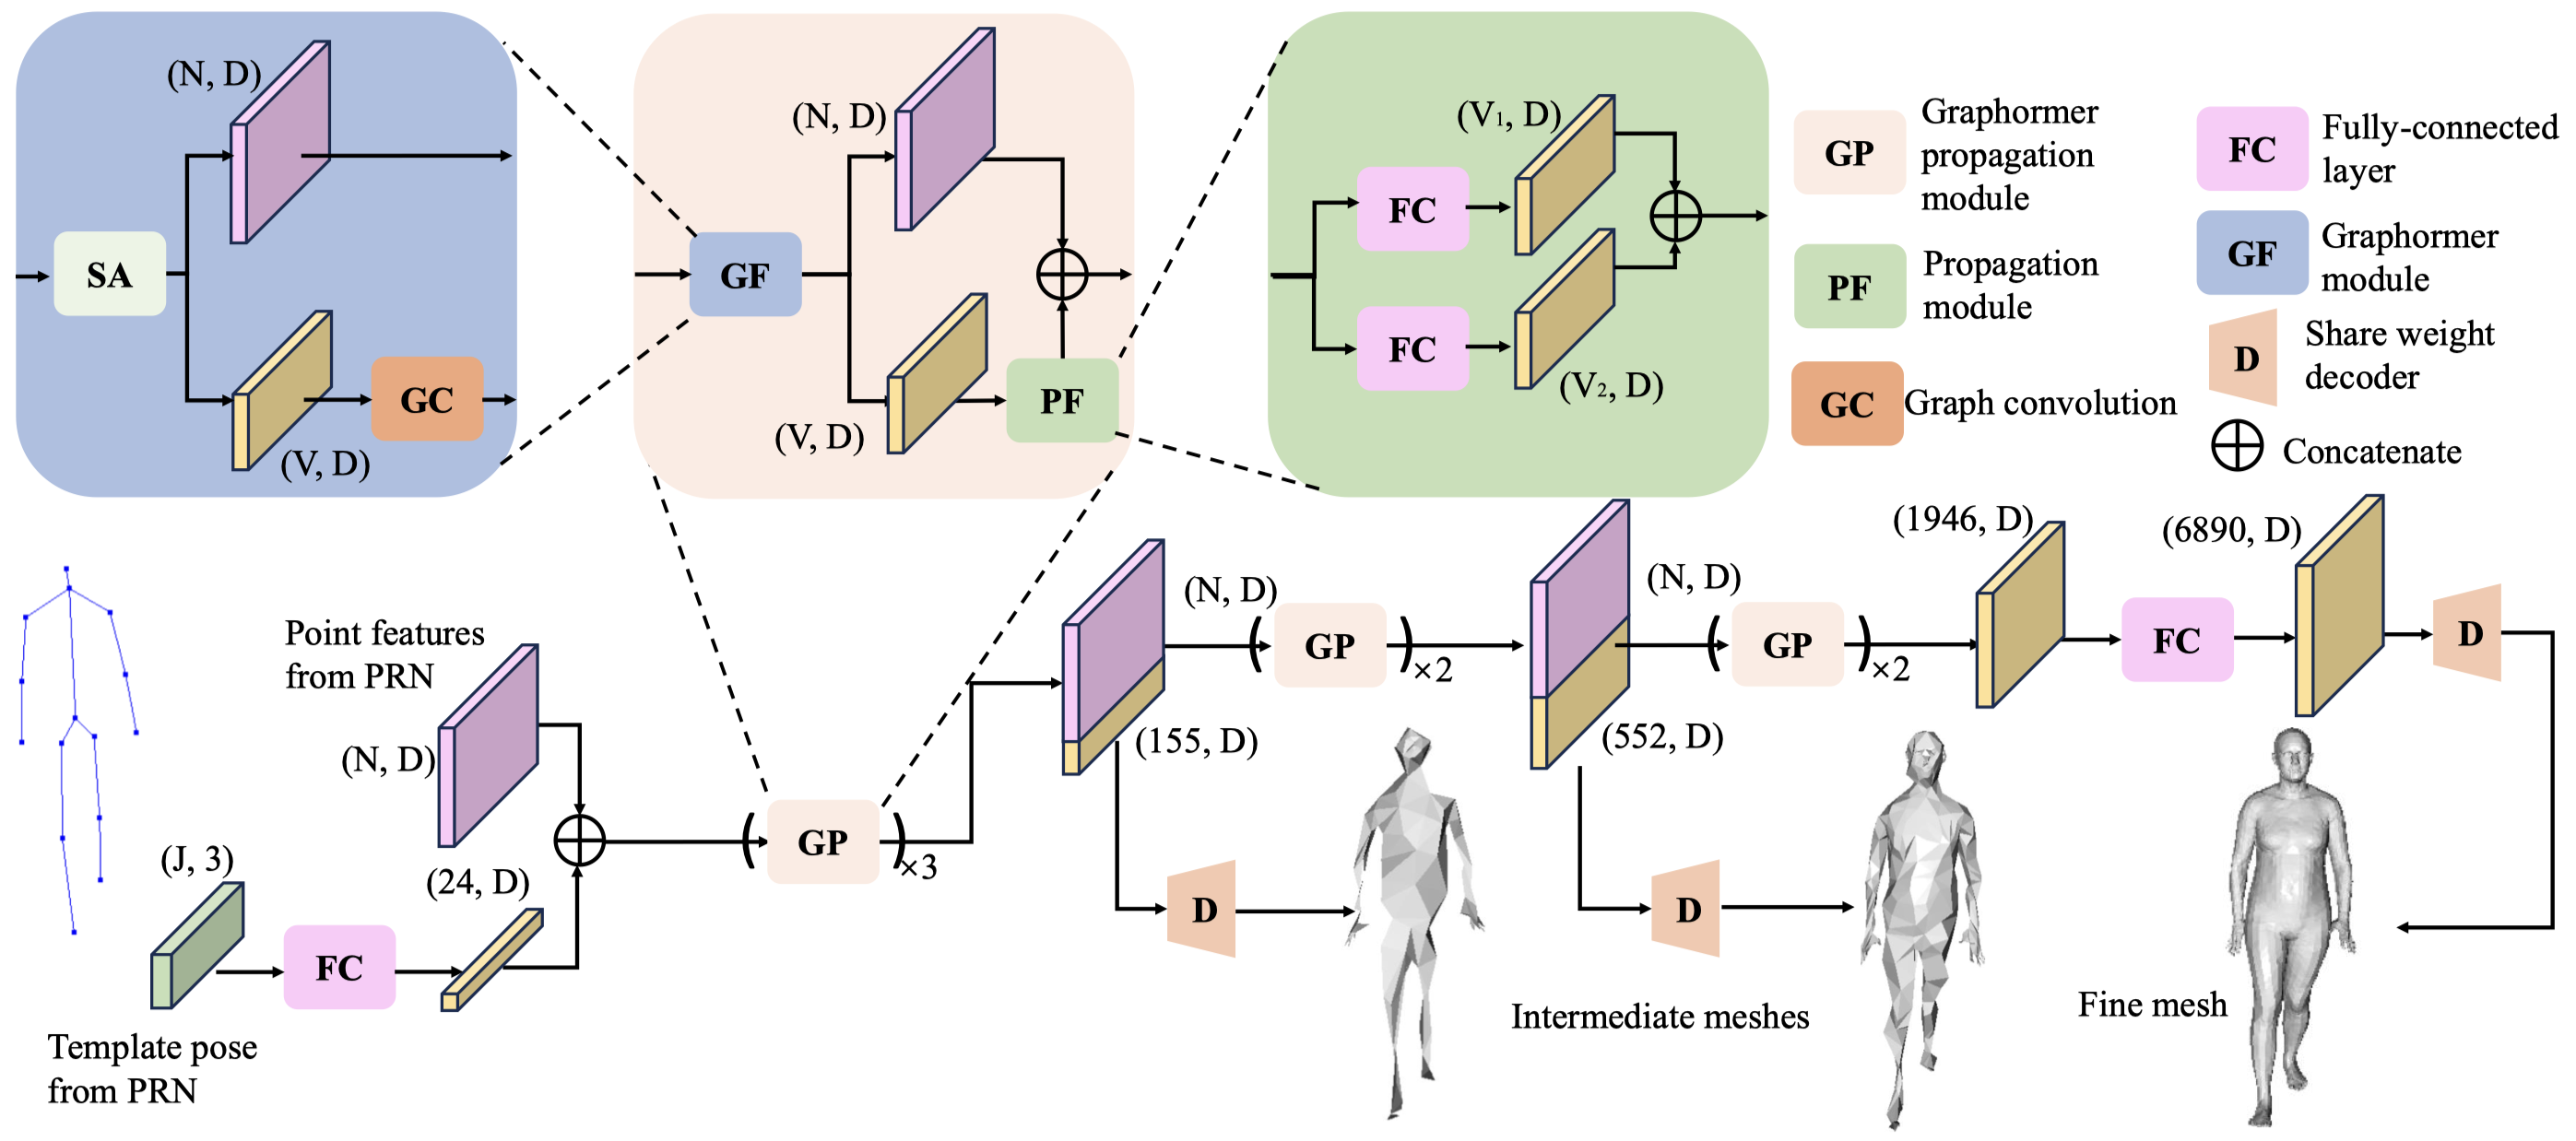 (N, D)
SA
GC
(V, D)
(N, D)
GF
(V, D)
PF
(V1, D)
FC
FC
(V2, D)
GP
Graphormer
propagation
module
PF
Propagation
module
GC
Graph convolution
FC
Fully-connected
layer
GF
Graphormer
module
D
Share weight
decoder
Concatenate
Point features
from PRN
(N, D)
(J, 3)
(24, D)
FC
Template pose
from PRN
( GP ) ×3
(155, D)
(N, D)
( GP ) ×2
D
(552, D)
(N, D)
( GP ) ×2
D
Intermediate meshes
(1946, D)
FC
(6890, D)
D
Fine mesh